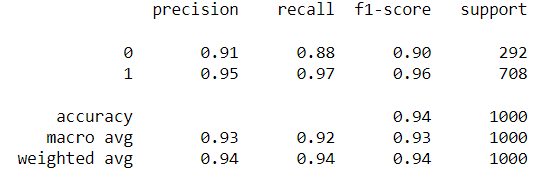 precision recall f1-score support
0 0.91 0.88 0.90 292
1 0.95 0.97 0.96 708
accuracy 0.94 1000
macro avg 0.93 0.92 0.93 1000
weighted avg 0.94 0.94 0.94 1000